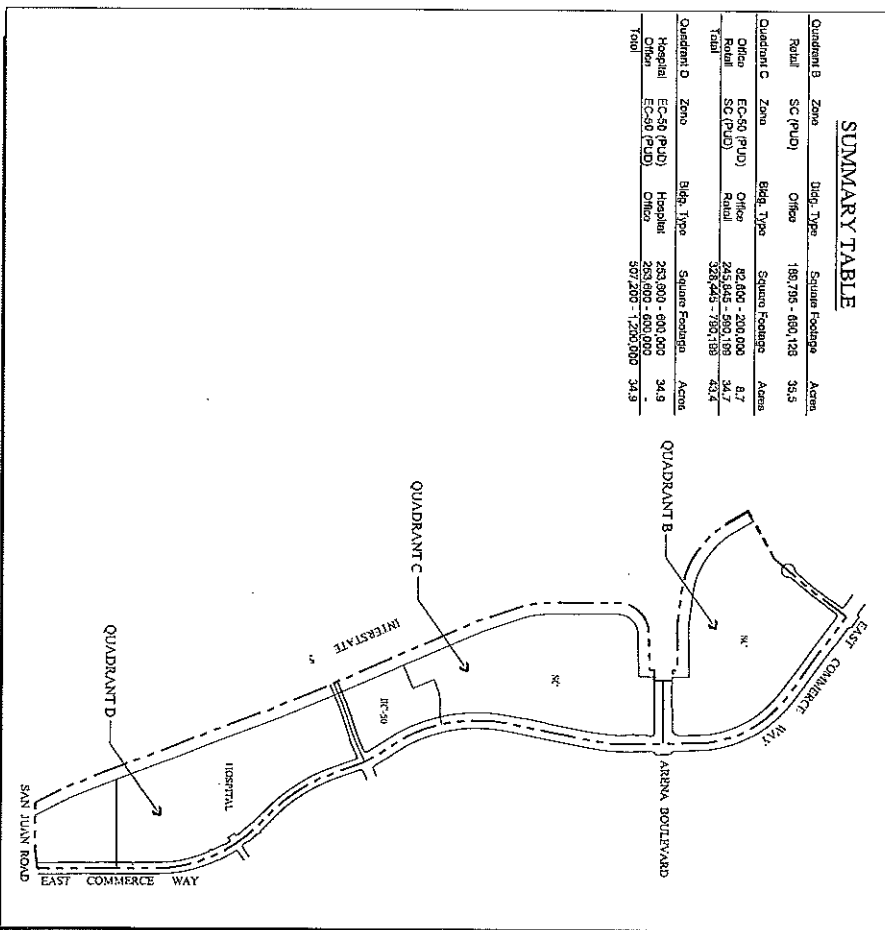 SUMMARY TABLE
Quadrant B Zone Bldg. Type Square Footage Acres
Retail SC (PUD) Office 189,795 - 680,128 35.5
Quadrant C Zone Bldg. Type Square Footage Acres
Office EC-50 (PUD) Office 82,600 - 200,000 8.7
Retail SC (PUD) Retail 245,845 - 590,199 34.7
Total 328,445 - 790,199 43.4
Quadrant D Zone Bldg. Type Square Footage Acres
Hospital EC-50 (PUD) Hospital 253,600 - 600,000 34.9
Office EC-50 (PUD) Office 253,600 - 600,000 -
Total 507,200 - 1,200,000 34.9
EAST COMMERCE WAY
SC
QUADRANT B
ARENA BOULEVARD
SC
QUADRANT C
EC-50
INTERSTATE 5
HOSPITAL
QUADRANT D
EAST COMMERCE WAY
SAN JUAN ROAD